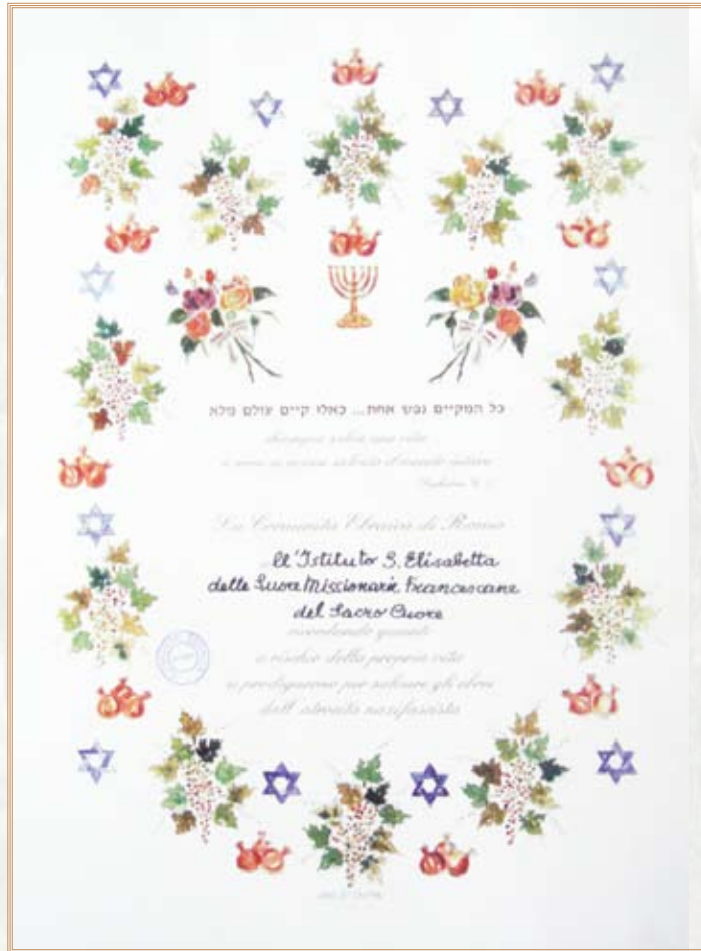 כל המקיים נפש אחת... כאלו קיים עולם מלא
chiunque salva una vita
è come se avesse salvato il mondo intero
La Comunità Ebraica di Roma
all'Istituto S. Elisabetta
delle Suore Missionarie Francescane
del Sacro Cuore
ricordando quanti
a rischio della propria vita
si prodigarono per salvare gli ebrei
dall'atrocità nazifascista